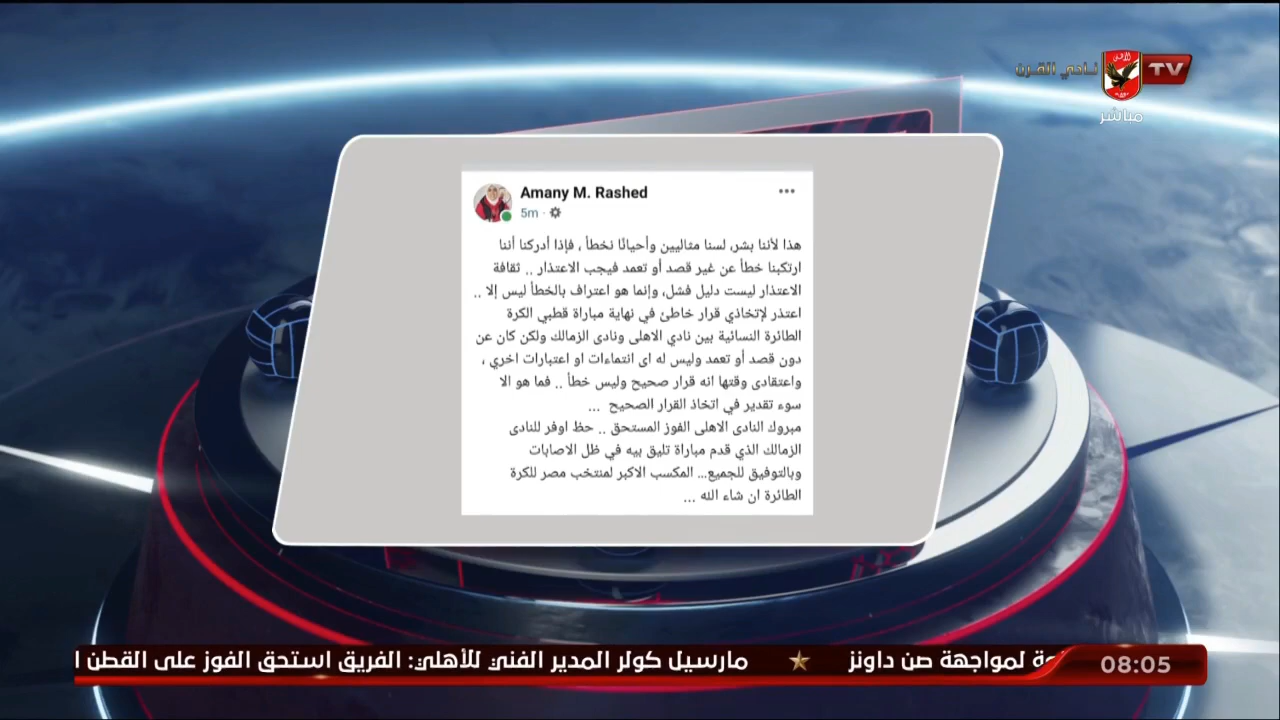 نادي القرن
TV
مباشر
Amany M. Rashed
5m
هذا لأننا بشر، لسنا مثاليين وأحيانًا نخطأ ، فإذا أدركنا أننا
ارتكبنا خطأ عن غير قصد أو تعمد فيجب الاعتذار .. ثقافة
الاعتذار ليست دليل فشل، وإنما هو اعتراف بالخطأ ليس إلا ..
اعتذر لإتخاذي قرار خاطئ في نهاية مباراة قطبي الكرة
الطائرة النسائية بين نادي الاهلى ونادى الزمالك ولكن كان عن
دون قصد أو تعمد وليس له اى انتماءات او اعتبارات اخري ،
واعتقادى وقتها انه قرار صحيح وليس خطأ .. فما هو الا
سوء تقدير في اتخاذ القرار الصحيح ...
مبروك النادى الاهلى الفوز المستحق .. حظ اوفر للنادى
الزمالك الذي قدم مباراة تليق بيه في ظل الاصابات
وبالتوفيق للجميع... المكسب الاكبر لمنتخب مصر للكرة
الطائرة ان شاء الله ...
لمواجهة صن داونز ★ مارسيل كولر المدير الفني للأهلي: الفريق استحق الفوز على القطن ا
08:05